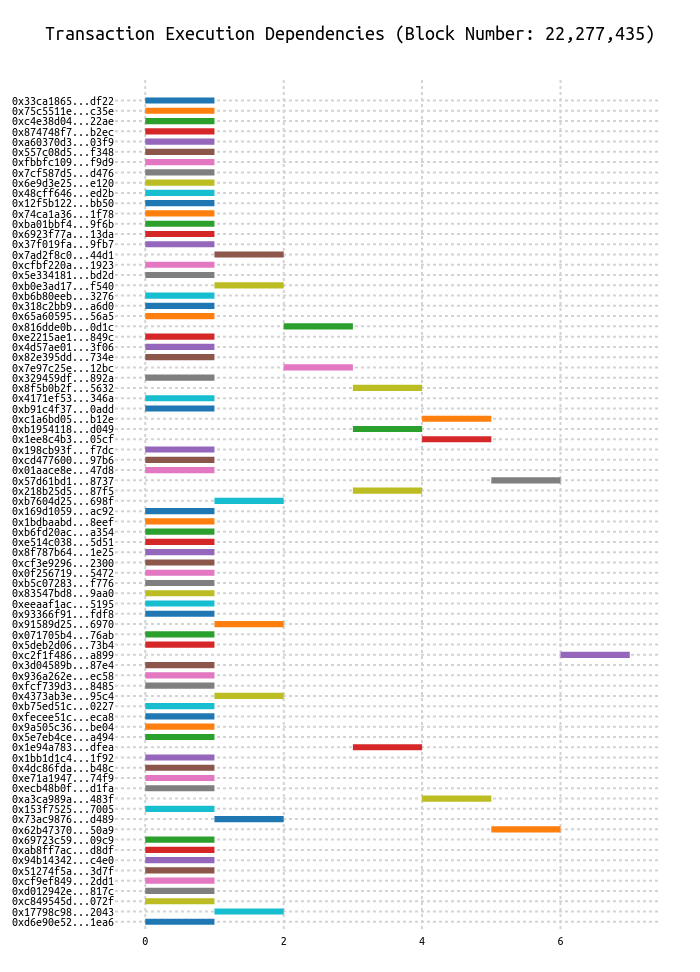 Transaction Execution Dependencies (Block Number: 22,277,435)
0x33ca1865...df22
0x75c5511e...c35e
0xc4e38d04...22ae
0x874748f7...b2ec
0xa60370d3...03f9
0x557c08d5...f348
0xfbbfc109...f9d9
0x7cf587d5...d476
0x6e9d3e25...e120
0x48cff646...ed2b
0x12f5b122...bb50
0x74ca1a36...1f78
0xba01bbf4...9f6b
0x6923f77a...13da
0x37f019fa...9fb7
0x7ad2f8c0...44d1
0xcfbf220a...1923
0x5e334181...bd2d
0xb0e3ad17...f540
0xb6b80eeb...3276
0x318c2bb9...a6d0
0x65a60595...56a5
0x816dde0b...0d1c
0xe2215ae1...849c
0x4d57ae01...3f06
0x82e395dd...734e
0x7e97c25e...12bc
0x329459df...892a
0x8f5b0b2f...5632
0x4171ef53...346a
0xb91c4f37...0add
0xc1a6bd05...b12e
0xb1954118...d049
0x1ee8c4b3...05cf
0x198cb93f...f7dc
0xcd477600...97b6
0x01aace8e...47d8
0x57d61bd1...8737
0x218b25d5...87f5
0xb7604d25...698f
0x169d1059...ac92
0x1bdbaabd...8eef
0xb6fd20ac...a354
0xe514c038...5d51
0x8f787b64...1e25
0xcf3e9296...2300
0x0f256719...5472
0xb5c07283...f776
0x83547bd8...9aa0
0xeeaaf1ac...5195
0x93366f91...fdf8
0x91589d25...6970
0x071705b4...76ab
0x5deb2d06...73b4
0xc2f1f486...a899
0x3d04589b...87e4
0x936a262e...ec58
0xfcf739d3...8485
0x4373ab3e...95c4
0xb75ed51c...0227
0xfecee51c...eca8
0x9a505c36...be04
0x5e7eb4ce...a494
0x1e94a783...dfea
0x1bb1d1c4...1f92
0x4dc86fda...b48c
0xe71a1947...74f9
0xecb48b0f...d1fa
0xa3ca989a...483f
0x153f7525...7005
0x73ac9876...d489
0x62b47370...50a9
0x69723c59...09c9
0xab8ff7ac...d8df
0x94b14342...c4e0
0x51274f5a...3d7f
0xcf9ef849...2dd1
0xd012942e...817c
0xc849545d...072f
0x17798c98...2043
0xd6e90e52...1ea6
0 2 4 6